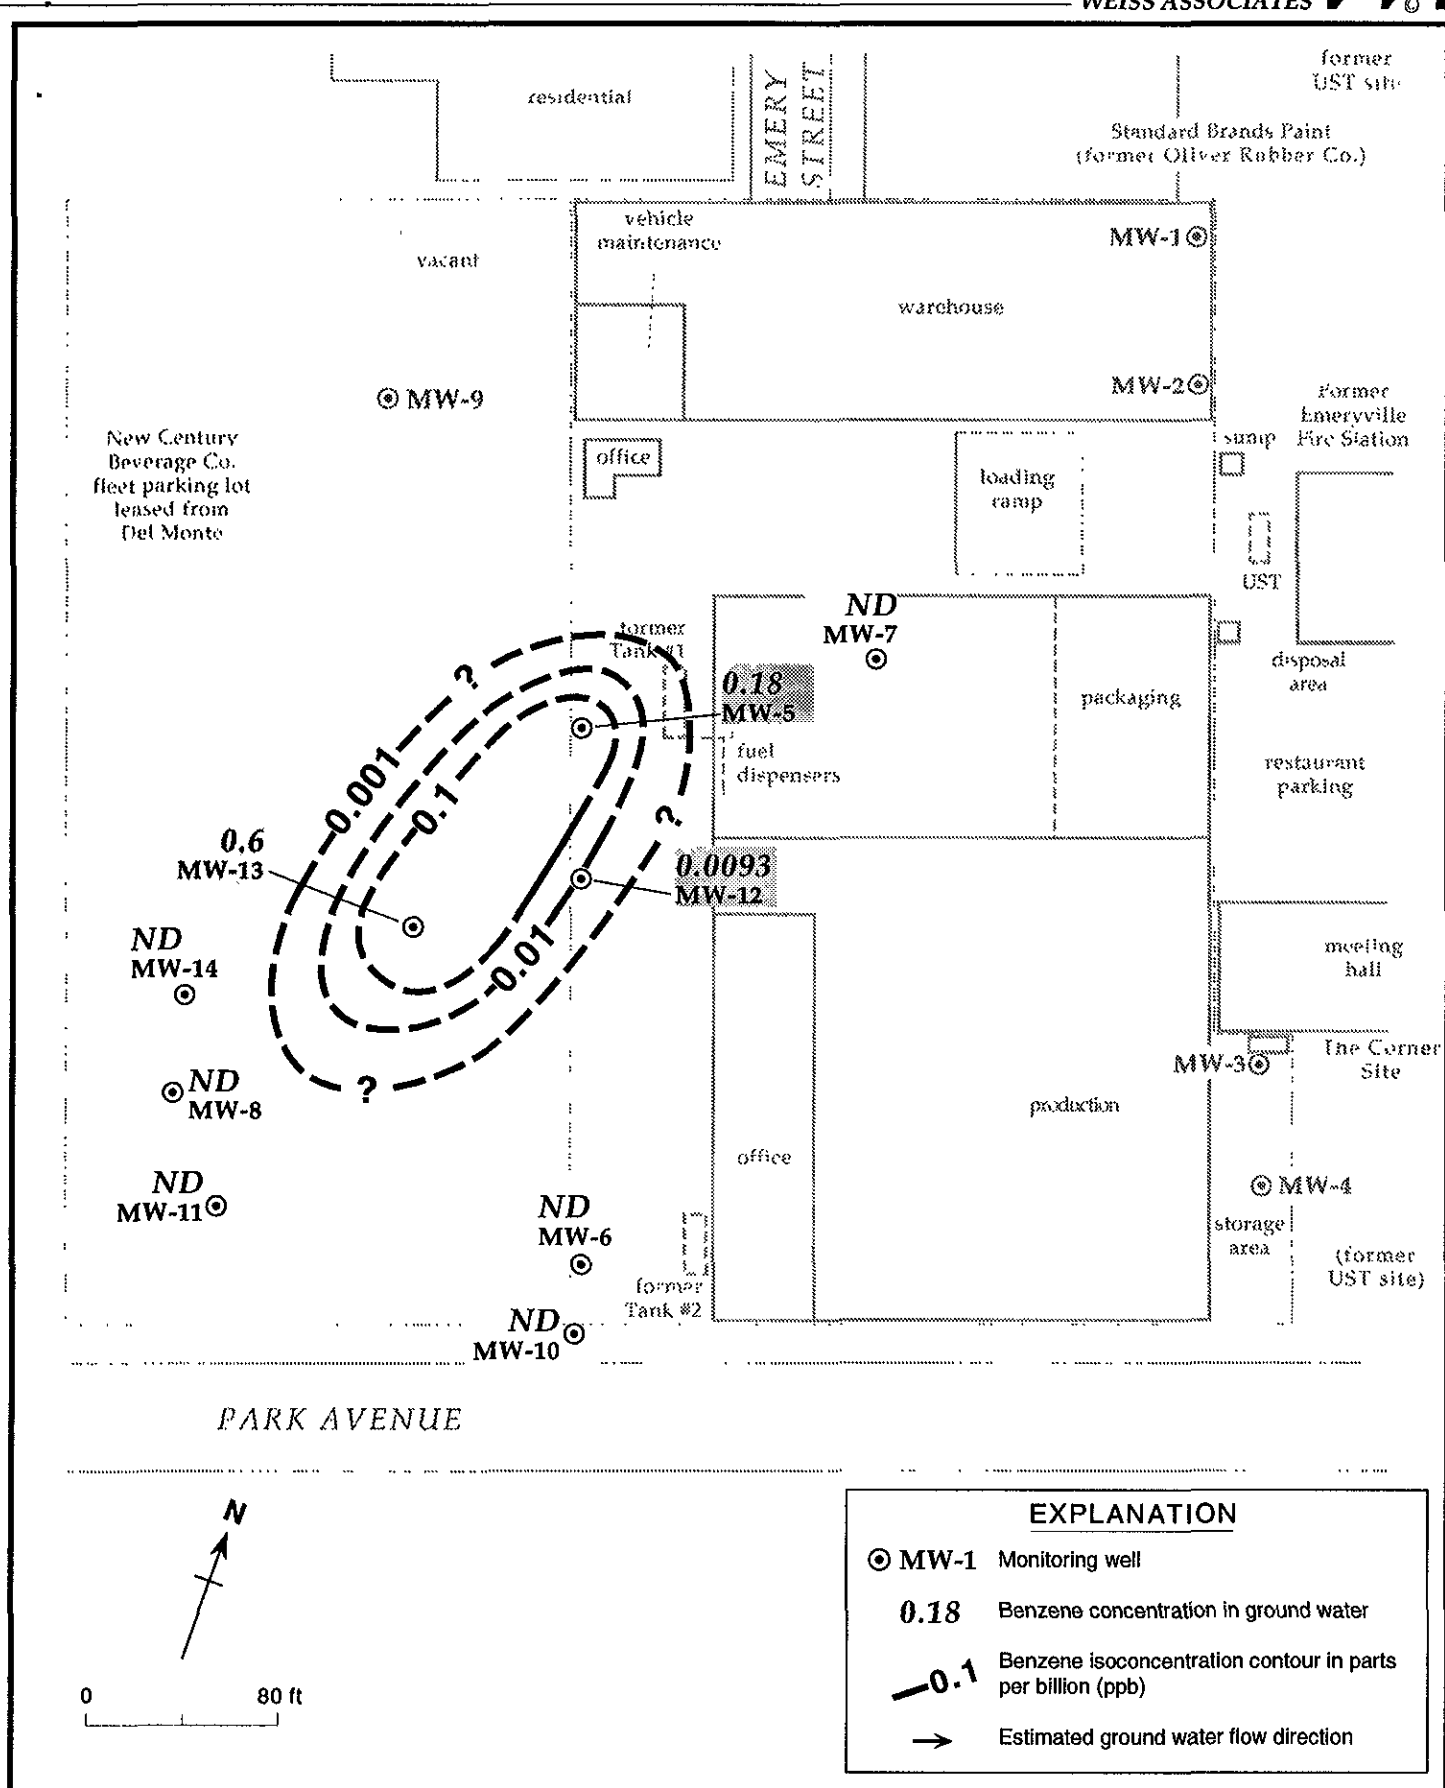 WEISS ASSOCIATES
former
UST site
residential
EMERY
STREET
Standard Brands Paint
(former Oliver Rubber Co.)
vehicle
maintenance
MW-1
vacant
warehouse
MW-2
MW-9
Former
Emeryville
Fire Station
New Century
Beverage Co.
fleet parking lot
leased from
Del Monte
office
sump
loading
ramp
UST
ND
MW-7
former
Tank #1
disposal
area
?
0.18
MW-5
packaging
fuel
dispensers
restaurant
parking
0.001
0.1
?
0.6
MW-13
0.0093
MW-12
ND
MW-14
0.01
meeting
hall
ND
MW-8
?
MW-3
The Corner
Site
production
office
ND
MW-11
ND
MW-6
MW-4
storage
area
(former
UST site)
former
Tank #2
ND
MW-10
PARK AVENUE
N
0 80 ft
EXPLANATION
MW-1 Monitoring well
0.18 Benzene concentration in ground water
0.1 Benzene isoconcentration contour in parts
per billion (ppb)
Estimated ground water flow direction